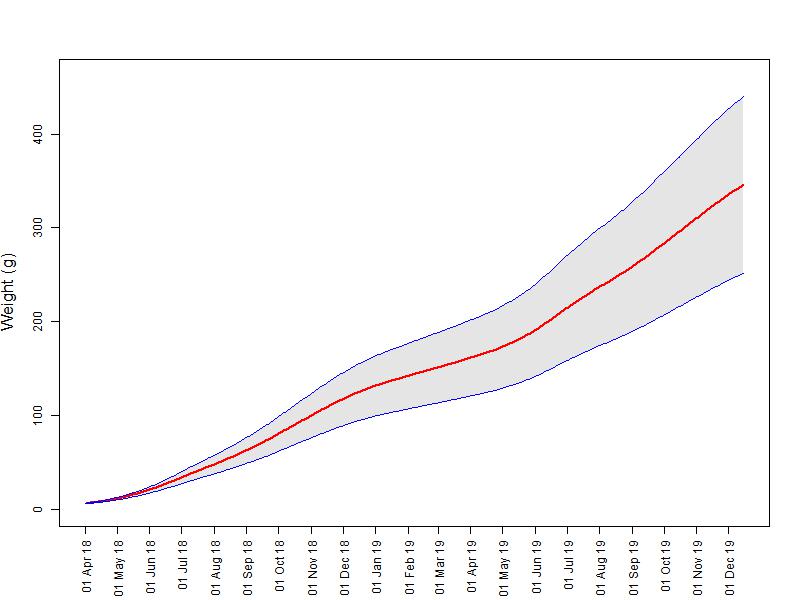 Weight (g)
400
300
200
100
0
01 Apr 18
01 May 18
01 Jun 18
01 Jul 18
01 Aug 18
01 Sep 18
01 Oct 18
01 Nov 18
01 Dec 18
01 Jan 19
01 Feb 19
01 Mar 19
01 Apr 19
01 May 19
01 Jun 19
01 Jul 19
01 Aug 19
01 Sep 19
01 Oct 19
01 Nov 19
01 Dec 19